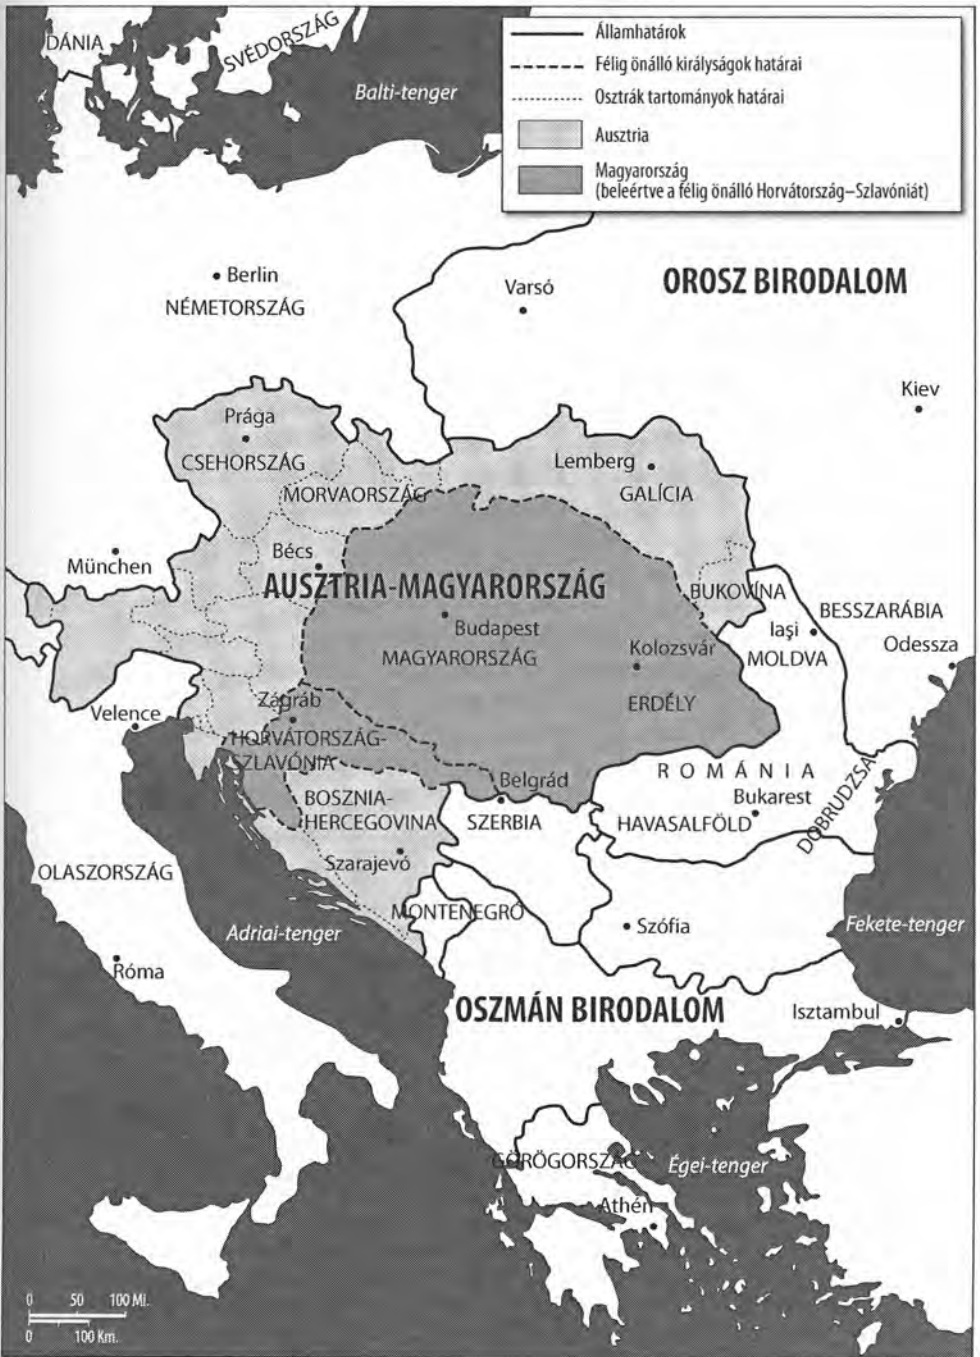 DÁNIA
SVÉDORSZÁG
Balti-tenger
Államhatárok
Félig önálló királyságok határai
Osztrák tartományok határai
Ausztria
Magyarország
(beleértve a félig önálló Horvátország–Szlavóniát)
Berlin
NÉMETORSZÁG
Varsó
OROSZ BIRODALOM
Kiev
Prága
CSEHORSZÁG
MORVAORSZÁG
Lemberg
GALÍCIA
München
Bécs
AUSZTRIA-MAGYARORSZÁG
BUKOVINA
BESSZARÁBIA
Budapest
MAGYARORSZÁG
Kolozsvár
Iaşi
MOLDVA
Odessza
ERDÉLY
Velence
Zágráb
HORVÁTORSZÁG-
SZLAVÓNIA
BOSZNIA-
HERCEGOVINA
Belgrád
SZERBIA
ROMÁNIA
Bukarest
HAVASALFÖLD
DOBRUDZSA
OLASZORSZÁG
Szarajevó
MONTENEGRÓ
Adriai-tenger
Szófia
Fekete-tenger
Róma
OSZMÁN BIRODALOM
Isztambul
GÖRÖGORSZÁG
Égei-tenger
Athén
0 50 100 Mi.
0 100 Km.